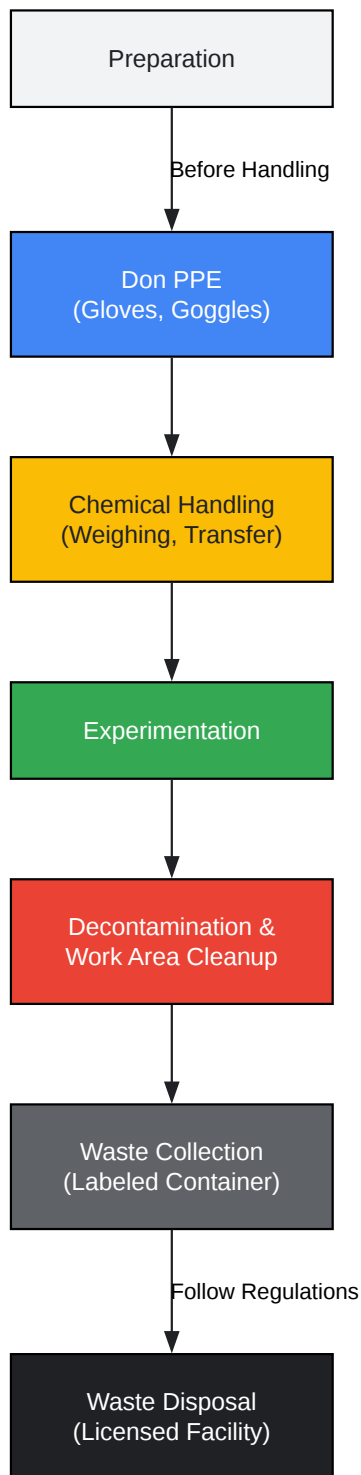 Preparation
Before Handling
Don PPE
(Gloves, Goggles)
Chemical Handling
(Weighing, Transfer)
Experimentation
Decontamination &
Work Area Cleanup
Waste Collection
(Labeled Container)
Follow Regulations
Waste Disposal
(Licensed Facility)